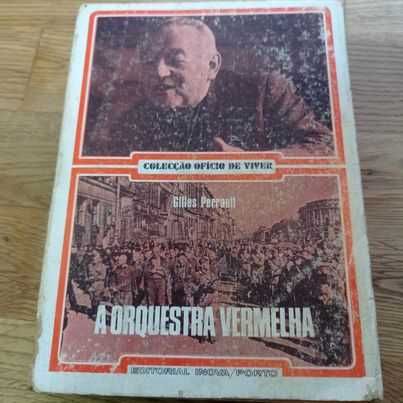 COLECÇÃO OFÍCIO DE VIVER
Gilles Perrault
A ORQUESTRA VERMELHA
EDITORIAL INOVA/PORTO